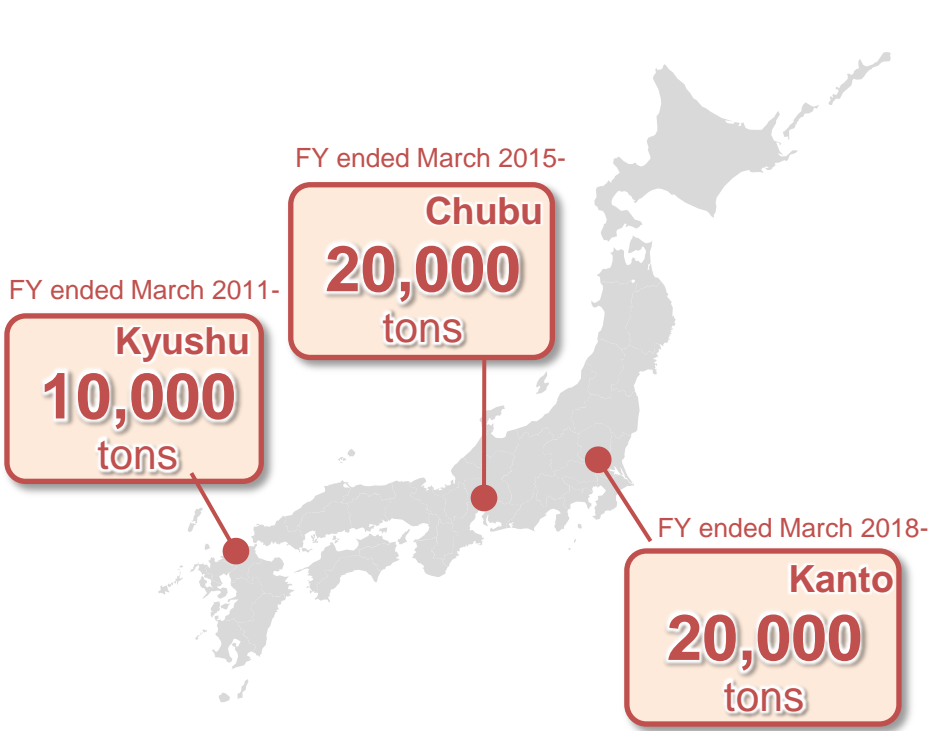 FY ended March 2015-
Chubu
20,000
tons
FY ended March 2011-
Kyushu
10,000
tons
FY ended March 2018-
Kanto
20,000
tons